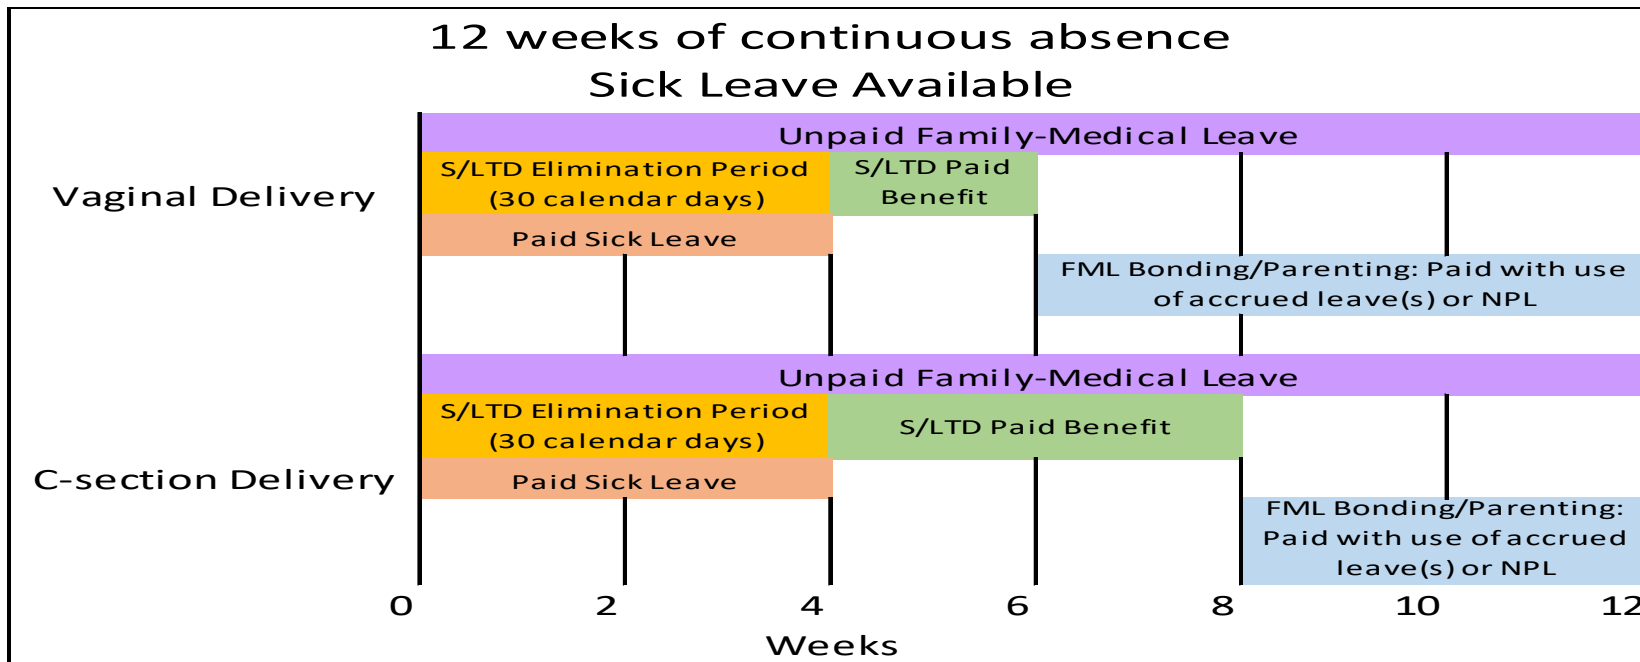 12 weeks of continuous absence
Sick Leave Available
Unpaid Family-Medical Leave
Vaginal Delivery
S/LTD Elimination Period
(30 calendar days)
S/LTD Paid
Benefit
Paid Sick Leave
FML Bonding/Parenting: Paid with use
of accrued leave(s) or NPL
Unpaid Family-Medical Leave
C-section Delivery
S/LTD Elimination Period
(30 calendar days)
S/LTD Paid Benefit
Paid Sick Leave
FML Bonding/Parenting:
Paid with use of accrued
leave(s) or NPL
0 2 4 6 8 10 12
Weeks